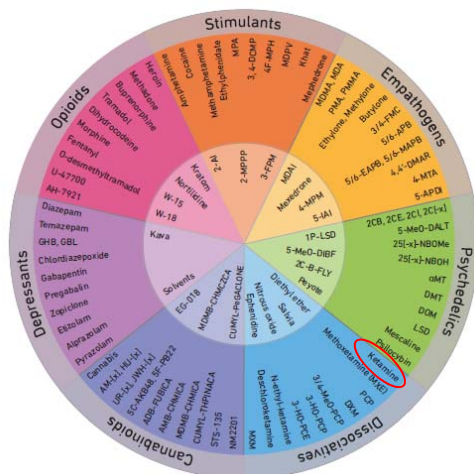 Stimulants
Amphetamine
Cocaine
Methamphetamine
Ethylphenidate
MPA
3, 4-DCMP
4F-MPH
MDPV
Khat
Mephedrone
2-AI
2-MPPP
3-FPM
Empathogens
MDMA, MDA
PMA, PMMA
Ethylone, Methylone
Butylone
3/4-FMC
5/6-APB
5/6-EAPB, 5/6-MAPB
4,4'-DMAR
4-MTA
5-APDI
MDAI
Mexedrone
4-MPM
5-IAI
Psychedelics
2CB, 2CE, 2CI, 2C[-x]
5-MeO-DALT
25[-x]-NBOMe
25[-x]-NBOH
αMT
DMT
DOM
LSD
Mescaline
Psilocybin
1P-LSD
5-MeO-DIBF
2C-B-FLY
Peyote
Dissociatives
Ketamine
Methoxetamine (MXE)
PCP
DXM
3/4-MeO-PCP
3-HO-PCP
3-HO-PCE
N-ethyl-ketamine
Deschloroketamine
MXM
Diethyl ether
Salvia
Nitrous oxide
Ephenidine
Cannabinoids
Cannabis
AM-[x], HU-[x]
UR-[x], JWH-[x]
5C-AKB48, 5F-PB22
ADB-FUBICA
AMB-CHMICA
MDMB-CHMICA
CUMYL-THPINACA
STS-135
NM2201
EG-018
MDMB-CHMCZCA
CUMYL-PeGACLONE
Depressants
Diazepam
Temazepam
GHB, GBL
Chlordiazepoxide
Gabapentin
Pregabalin
Zopiclone
Etizolam
Alprazolam
Pyrazolam
Kava
Solvents
Opioids
Heroin
Methadone
Buprenorphine
Tramadol
Dihydrocodeine
Morphine
Fentanyl
O-desmethyltramadol
U-47700
AH-7921
Kratom
Nortilidine
W-15
W-18